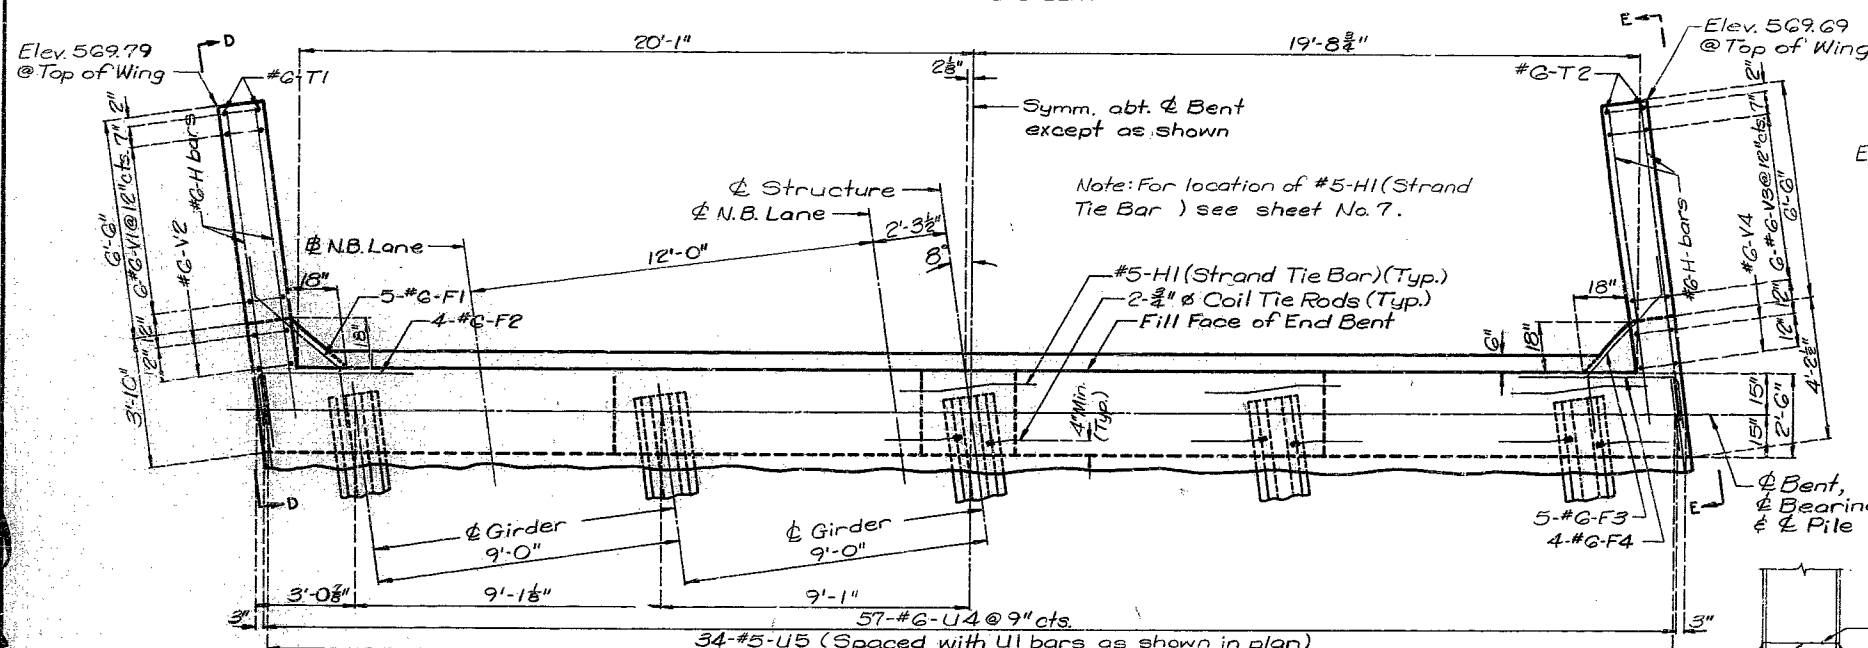 Elev. 569.79
@ Top of Wing
D
20'-1"
19'-8¾"
E
Elev. 569.69
@ Top of Wing
#6-T1
2⅛"
#6-T2
Symm. abt. ℄ Bent
except as shown
2"
7"
6-#6-V1@12"cts.
6'-6"
#6-V2
#6-H bars
12"
12"
3'-10"
℄ Structure
℄ N.B. Lane
2'-3½"
8°
Note: For location of #5-H1 (Strand
Tie Bar ) see sheet No. 7.
℄ N.B. Lane
12'-0"
18"
5-#6-F1
4-#6-F2
18"
#5-H1 (Strand Tie Bar)(Typ.)
2-¾" ø Coil Tie Rods (Typ.)
Fill Face of End Bent
4" Min.
(Typ.)
6"
18"
18"
2"
7"
6-#6-V3@12"cts.
6'-6"
#6-V4
#6-H-bars
12"
12"
4'-2½"
15"
15"
2'-6"
℄ Bent,
℄ Bearing
& ℄ Pile
D
E
5-#6-F3
4-#6-F4
℄ Girder
9'-0"
℄ Girder
9'-0"
3'-0⅞"
9'-1⅛"
9'-1"
3"
57-#6-U4 @ 9" cts.
3"
34-#5-U5 (Spaced with U1 bars as shown in plan)